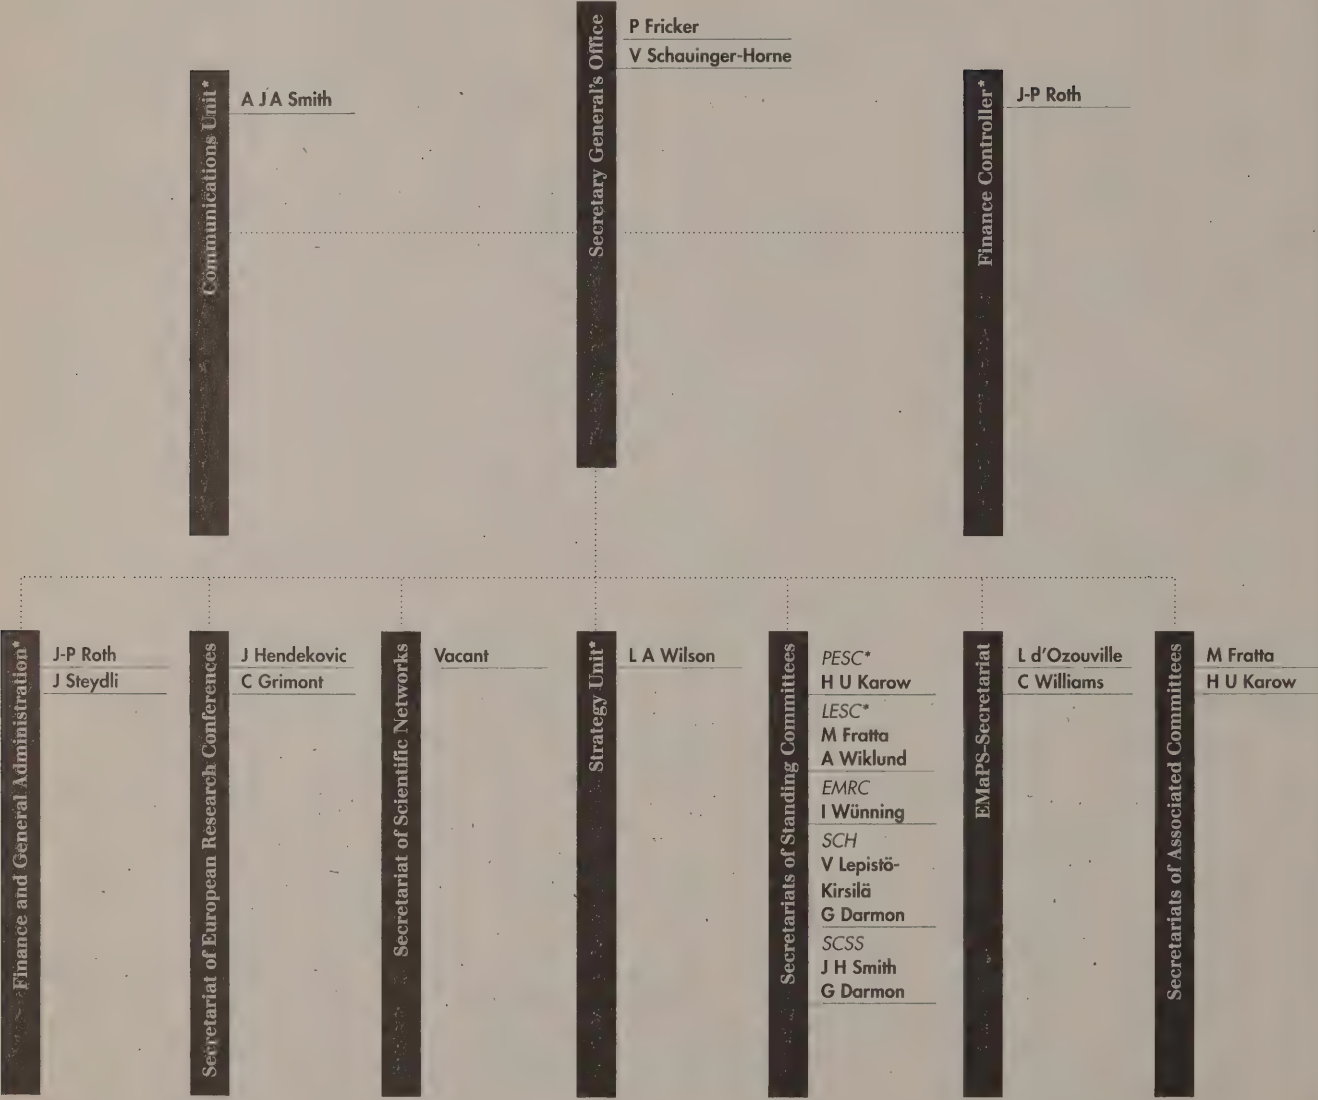 Secretary General's Office
P Fricker
V Schauinger-Horne
Communications Unit*
A J A Smith
Finance Controller*
J-P Roth
Finance and General Administration*
J-P Roth
J Steydli
Secretariat of European Research Conferences
J Hendekovic
C Grimont
Secretariat of Scientific Networks
Vacant
Strategy Unit*
L A Wilson
Secretariats of Standing Committees
PESC*
H U Karow
LESC*
M Fratta
A Wiklund
EMRC
I Wünning
SCH
V Lepistö-
Kirsilä
G Darmon
SCSS
J H Smith
G Darmon
EMaPS-Secretariat
L d'Ozouville
C Williams
Secretariats of Associated Committees
M Fratta
H U Karow